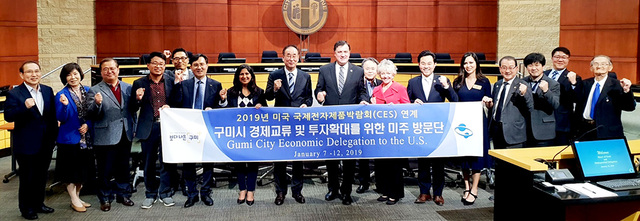 2019년 미국 국제전자제품박람회(CES) 연계
구미시 경제교류 및 투자확대를 위한 미주 방문단
Gumi City Economic Delegation to the U.S.
January 7 -12, 2019
구미